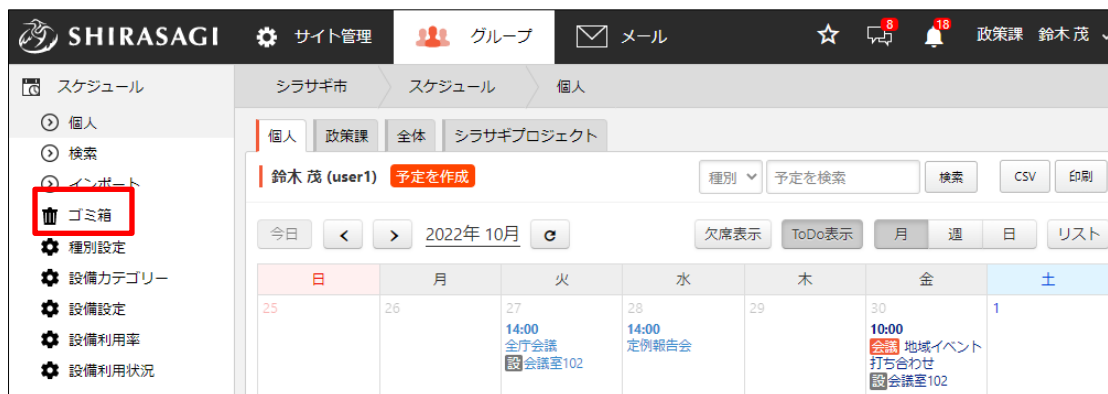 SHIRASAGI サイト管理 グループ メール 8 18 政策課 鈴木 茂
スケジュール
シラサギ市 スケジュール 個人
個人
検索
インポート
ゴミ箱
種別設定
設備カテゴリー
設備設定
設備利用率
設備利用状況
個人 政策課 全体 シラサギプロジェクト
鈴木 茂 (user1) 予定を作成 種別 予定を検索 検索 CSV 印刷
今日 2022年 10月 欠席表示 ToDo表示 月 週 日 リスト
日 月 火 水 木 金 土
25 26 27 28 29 30 1
14:00
全庁会議
設 会議室102
14:00
定例報告会
10:00
会議 地域イベント
打ち合わせ
設 会議室102